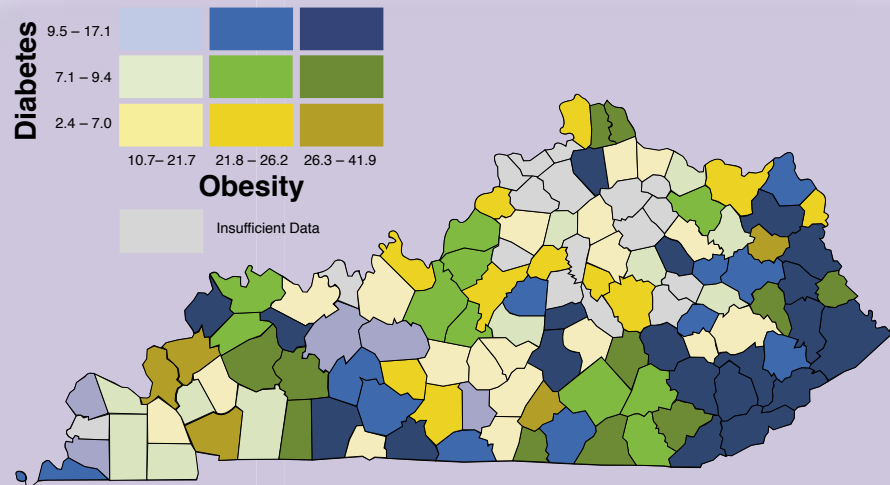 Diabetes
9.5 – 17.1
7.1 – 9.4
2.4 – 7.0
10.7– 21.7 21.8 – 26.2 26.3 – 41.9
Obesity
Insufficient Data